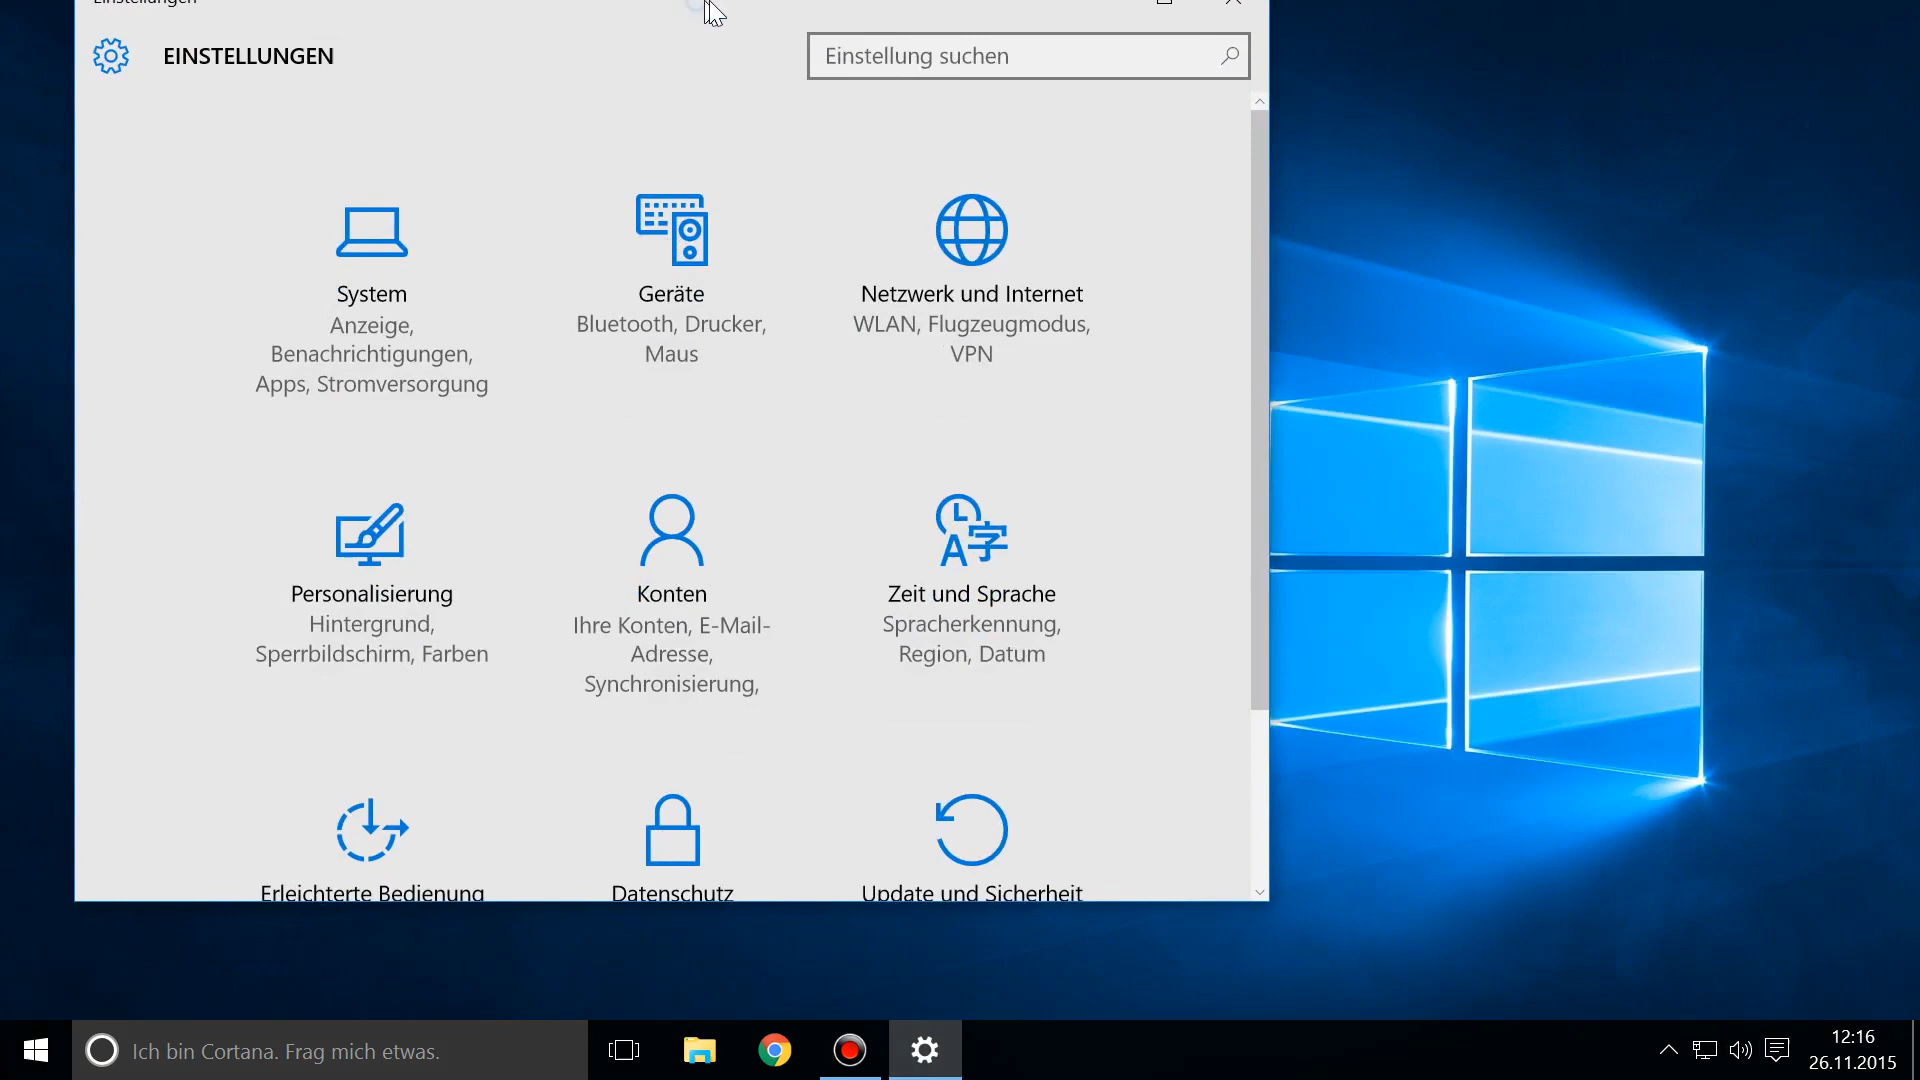 Einstellungen
EINSTELLUNGEN
Einstellung suchen
System
Anzeige,
Benachrichtigungen,
Apps, Stromversorgung
Geräte
Bluetooth, Drucker,
Maus
Netzwerk und Internet
WLAN, Flugzeugmodus,
VPN
Personalisierung
Hintergrund,
Sperrbildschirm, Farben
Konten
Ihre Konten, E-Mail-
Adresse,
Synchronisierung,
Zeit und Sprache
Spracherkennung,
Region, Datum
Erleichterte Bedienung
Datenschutz
Update und Sicherheit
Ich bin Cortana. Frag mich etwas.
12:16
26.11.2015